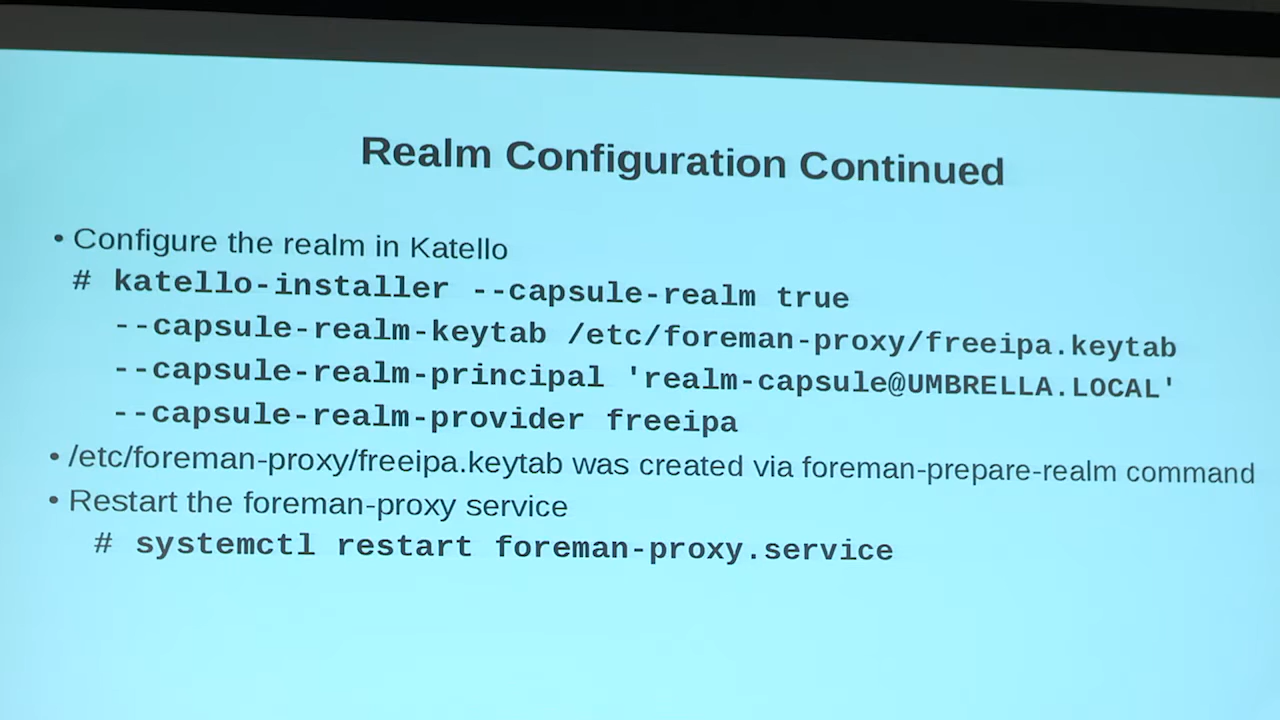 Realm Configuration Continued
• Configure the realm in Katello
# katello-installer --capsule-realm true
--capsule-realm-keytab /etc/foreman-proxy/freeipa.keytab
--capsule-realm-principal 'realm-capsule@UMBRELLA.LOCAL'
--capsule-realm-provider freeipa
• /etc/foreman-proxy/freeipa.keytab was created via foreman-prepare-realm command
• Restart the foreman-proxy service
# systemctl restart foreman-proxy.service